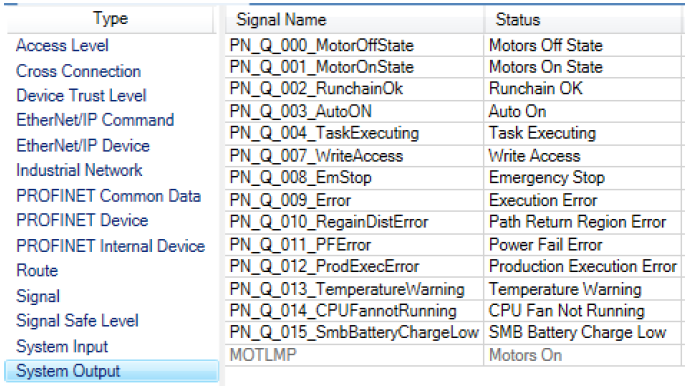 Type
Access Level
Cross Connection
Device Trust Level
EtherNet/IP Command
EtherNet/IP Device
Industrial Network
PROFINET Common Data
PROFINET Device
PROFINET Internal Device
Route
Signal
Signal Safe Level
System Input
System Output
Signal Name Status
PN_Q_000_MotorOffState Motors Off State
PN_Q_001_MotorOnState Motors On State
PN_Q_002_RunchainOk Runchain OK
PN_Q_003_AutoON Auto On
PN_Q_004_TaskExecuting Task Executing
PN_Q_007_WriteAccess Write Access
PN_Q_008_EmStop Emergency Stop
PN_Q_009_Error Execution Error
PN_Q_010_RegainDistError Path Return Region Error
PN_Q_011_PFError Power Fail Error
PN_Q_012_ProdExecError Production Execution Error
PN_Q_013_TemperatureWarning Temperature Warning
PN_Q_014_CPUFannotRunning CPU Fan Not Running
PN_Q_015_SmbBatteryChargeLow SMB Battery Charge Low
MOTLMP Motors On